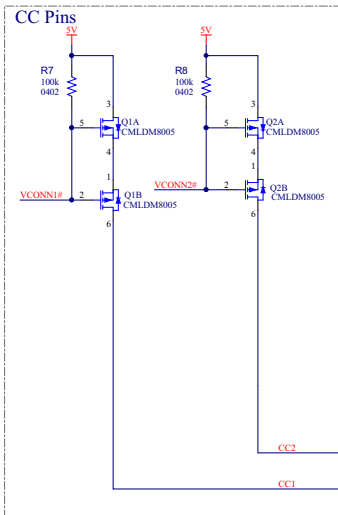 CC Pins
5V
5V
R7
100k
0402
R8
100k
0402
3
Q1A
5
CMLDM8005
4
3
Q2A
5
CMLDM8005
4
1
VCONN1#
2
Q1B
CMLDM8005
6
1
VCONN2#
2
Q2B
CMLDM8005
6
CC2
CC1